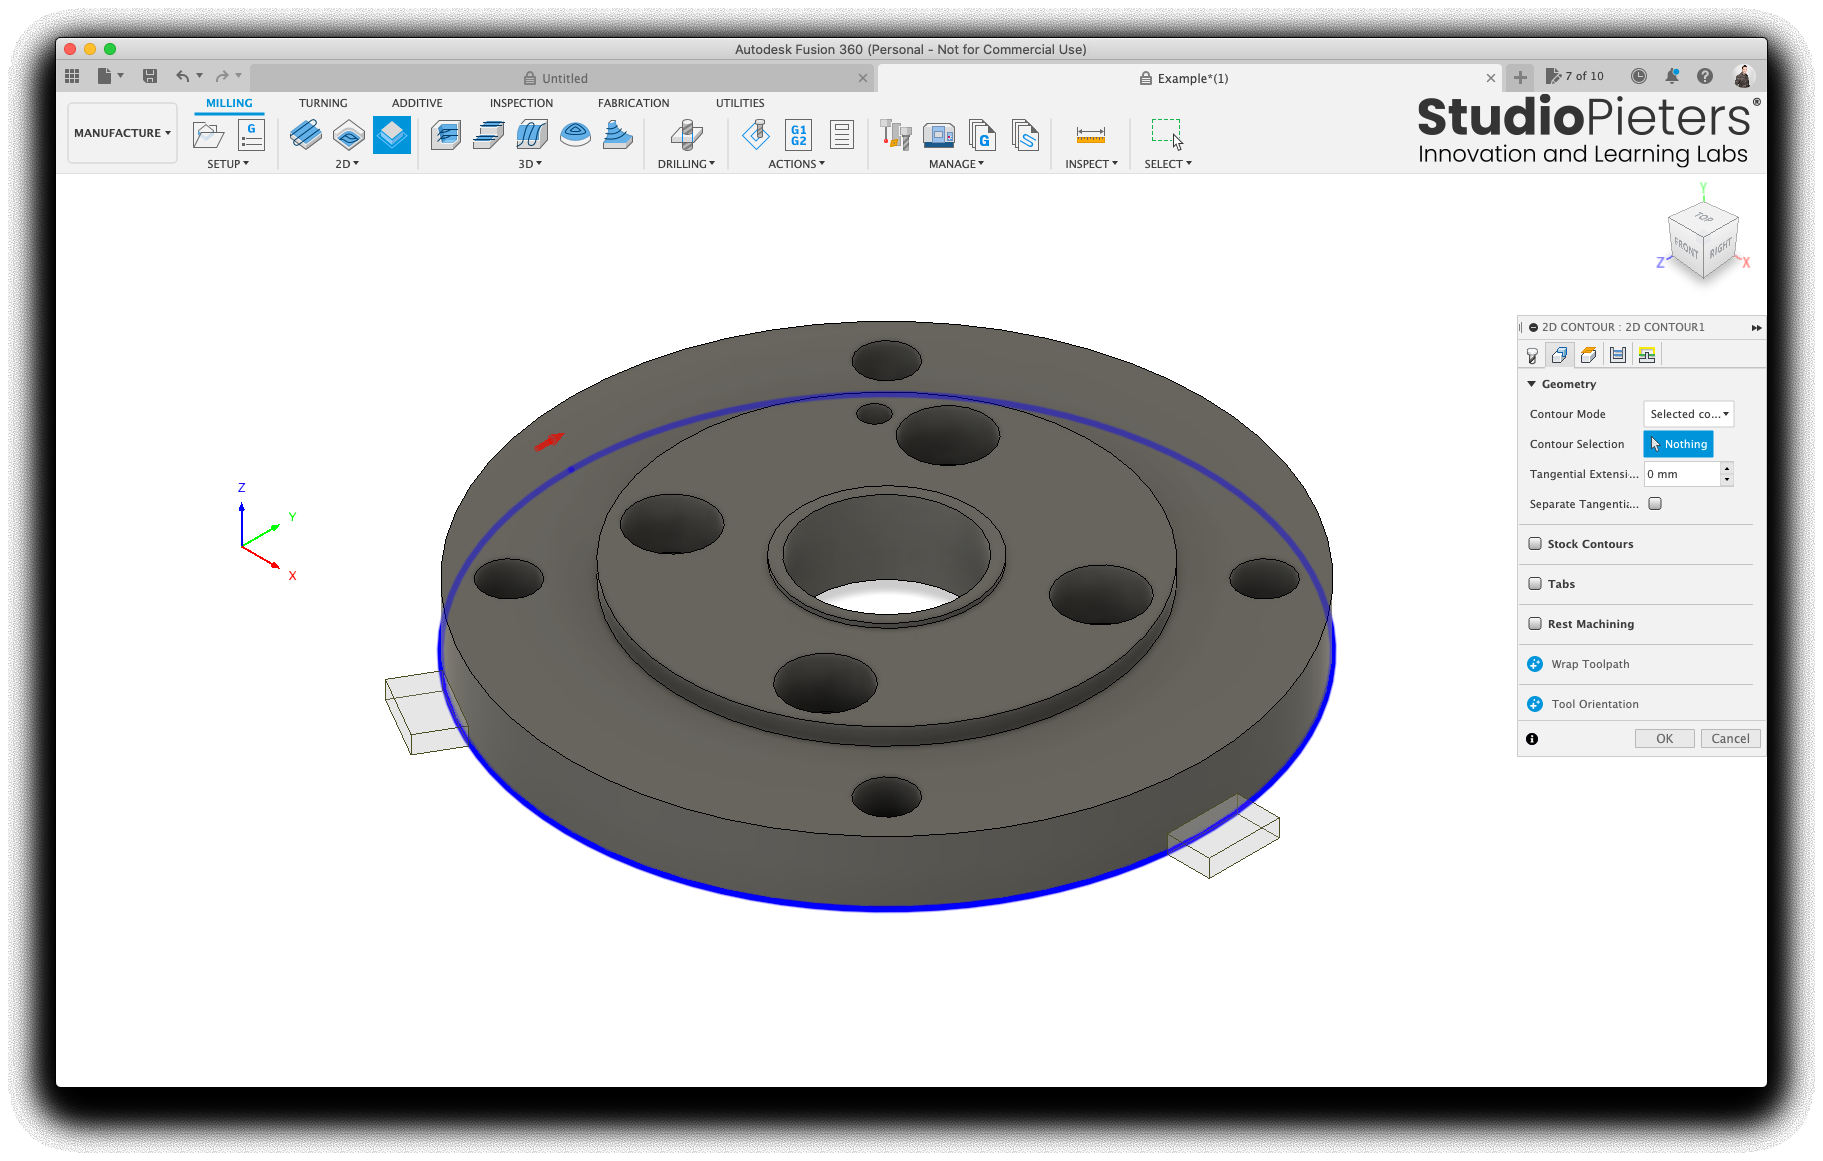 Autodesk Fusion 360 (Personal - Not for Commercial Use)
Untitled
Example*(1)
7 of 10
MANUFACTURE
MILLING
TURNING
ADDITIVE
INSPECTION
FABRICATION
UTILITIES
G
G1
G2
G
SETUP
2D
3D
DRILLING
ACTIONS
MANAGE
INSPECT
SELECT
StudioPieters®
Innovation and Learning Labs
Y
TOP
FRONT
RIGHT
Z
X
Z
Y
X
2D CONTOUR : 2D CONTOUR1
Geometry
Contour Mode
Selected co...
Contour Selection
Nothing
Tangential Extensi...
0 mm
Separate Tangentia...
Stock Contours
Tabs
Rest Machining
Wrap Toolpath
Tool Orientation
OK
Cancel